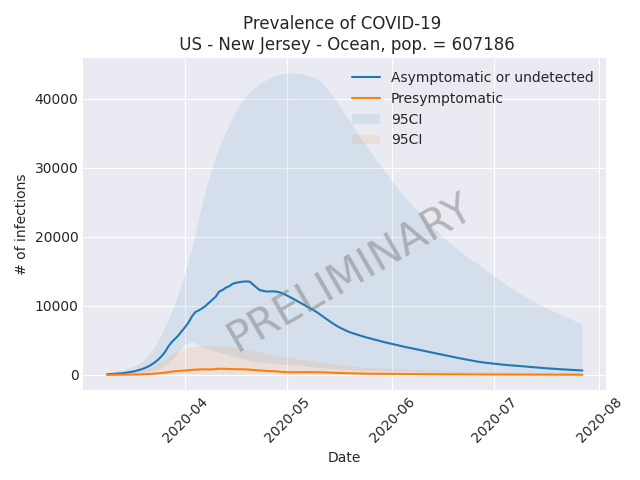 Prevalence of COVID-19
US - New Jersey - Ocean, pop. = 607186
Asymptomatic or undetected
Presymptomatic
95CI
95CI
40000
30000
20000
10000
0
# of infections
PRELIMINARY
2020-04
2020-05
2020-06
2020-07
2020-08
Date